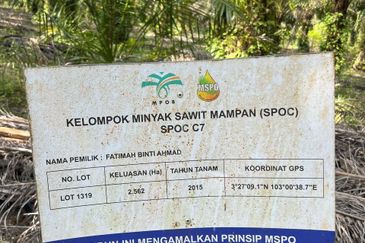 MPOB
MSPO
KELOMPOK MINYAK SAWIT MAMPAN (SPOC)
SPOC C7
NAMA PEMILIK : FATIMAH BINTI AHMAD
NO. LOT KELUASAN (Ha) TAHUN TANAM KOORDINAT GPS
LOT 1319 2.562 2015 3°27'09.1"N 103°00'38.7"E
INI MENGAMALKAN PRINSIP MSPO